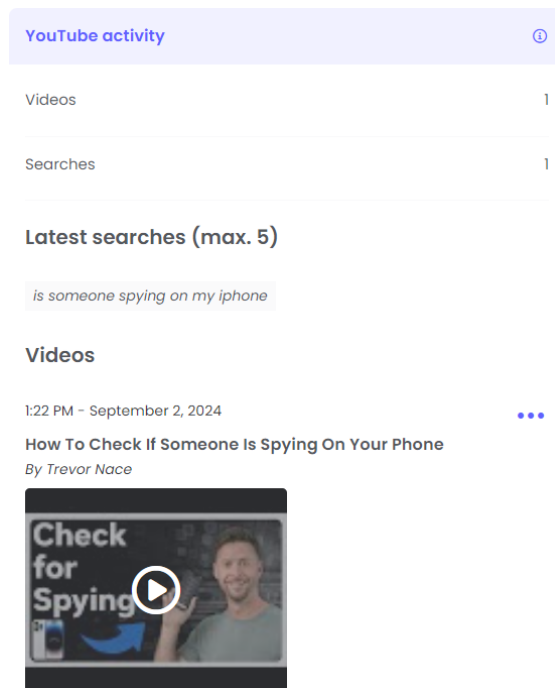 YouTube activity
Videos 1
Searches 1
Latest searches (max. 5)
is someone spying on my iphone
Videos
1:22 PM - September 2, 2024
How To Check If Someone Is Spying On Your Phone
By Trevor Nace
Check
for
Spying